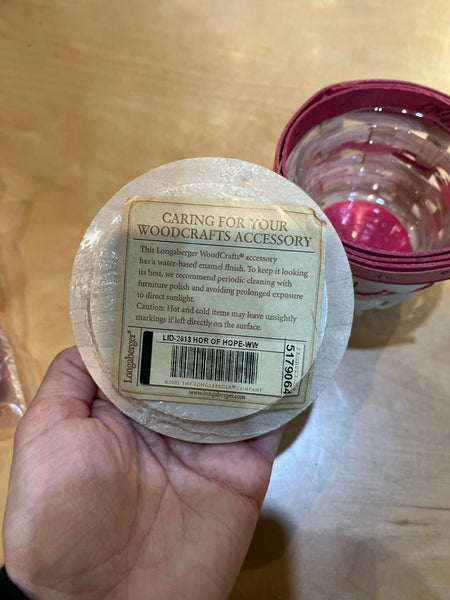 CARING FOR YOUR
WOODCRAFTS ACCESSORY
This Longaberger WoodCrafts® accessory
has a water-based enamel finish. To keep it looking
its best, we recommend periodic cleaning with
furniture polish and avoiding prolonged exposure
to direct sunlight.
Caution: Hot and cold items may leave unsightly
markings if left directly on the surface.
Longaberger®
LID-2813 HOR OF HOPE-WW
5179064
©2002 THE LONGABERGER® COMPANY
www.longaberger.com